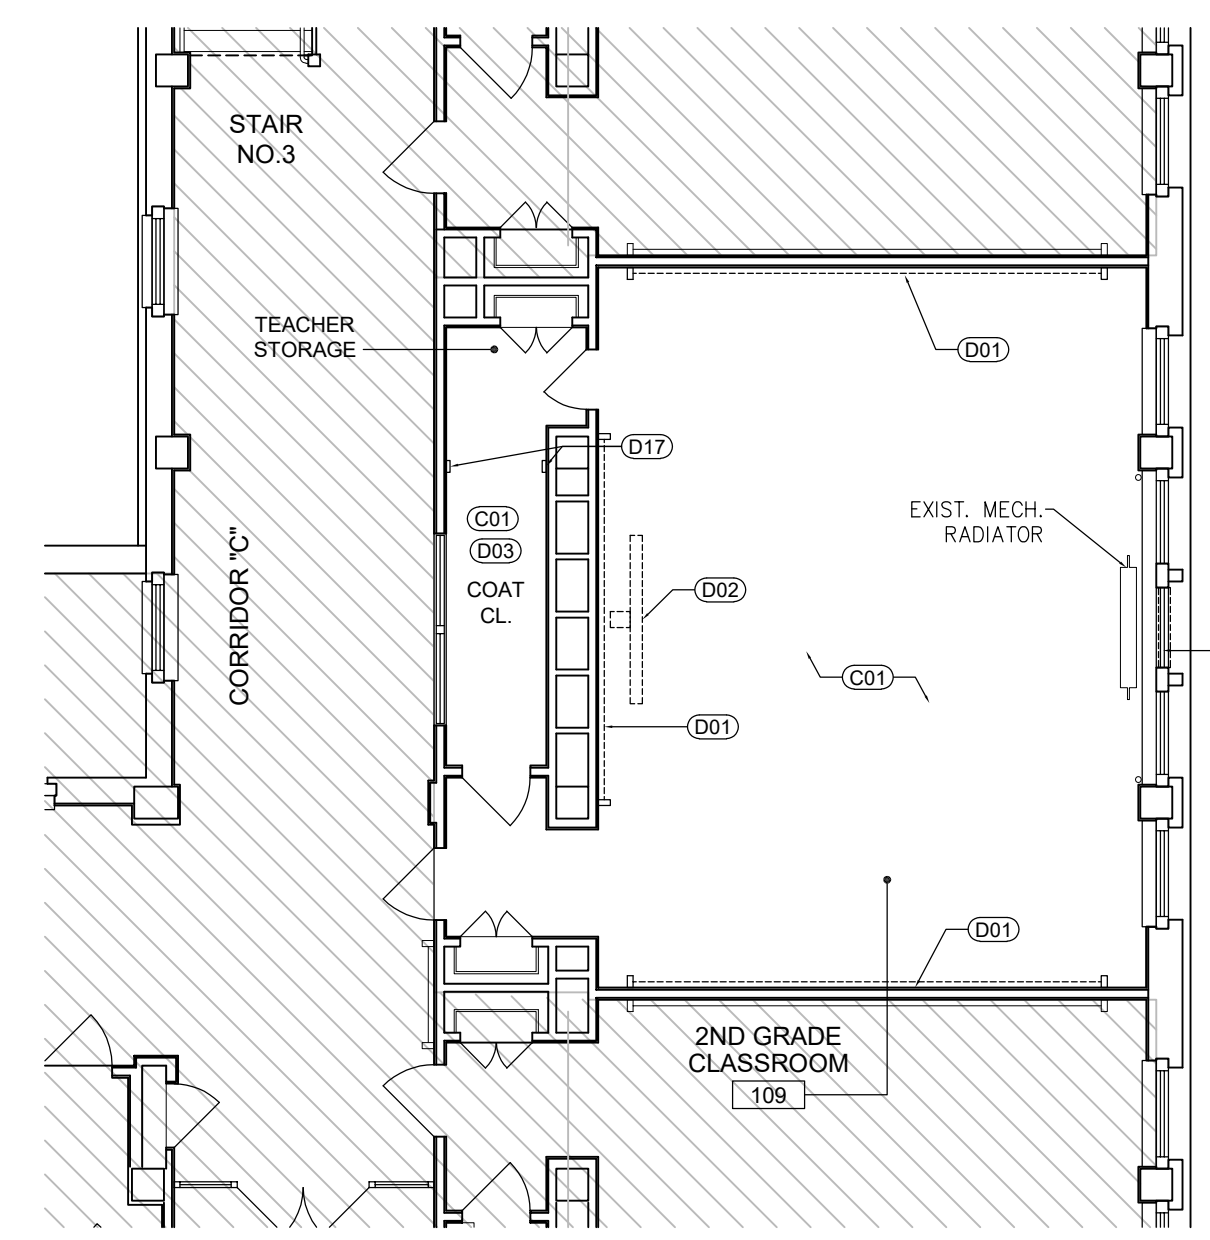 STAIR
NO.3
TEACHER
STORAGE
D01
D17
C01
D03
COAT
CL.
EXIST. MECH.
RADIATOR
CORRIDOR "C"
D02
C01
D01
D01
2ND GRADE
CLASSROOM
109